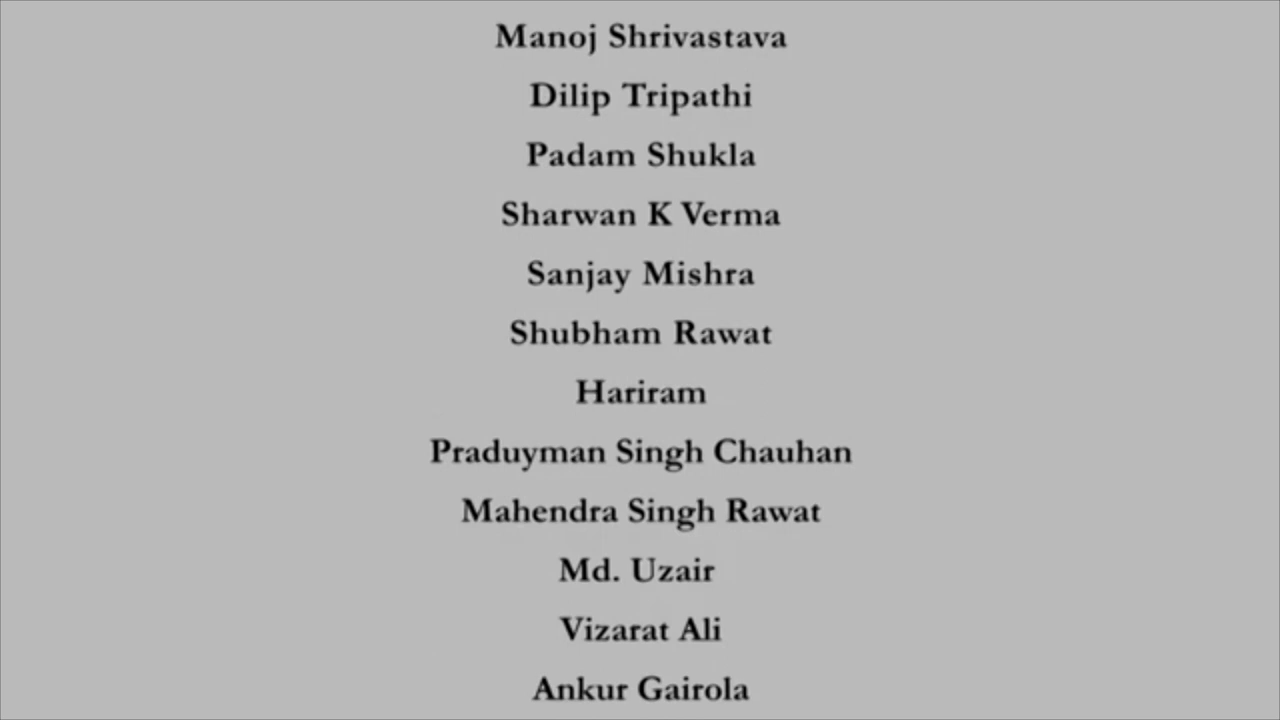 Manoj Shrivastava
Dilip Tripathi
Padam Shukla
Sharwan K Verma
Sanjay Mishra
Shubham Rawat
Hariram
Praduyman Singh Chauhan
Mahendra Singh Rawat
Md. Uzair
Vizarat Ali
Ankur Gairola